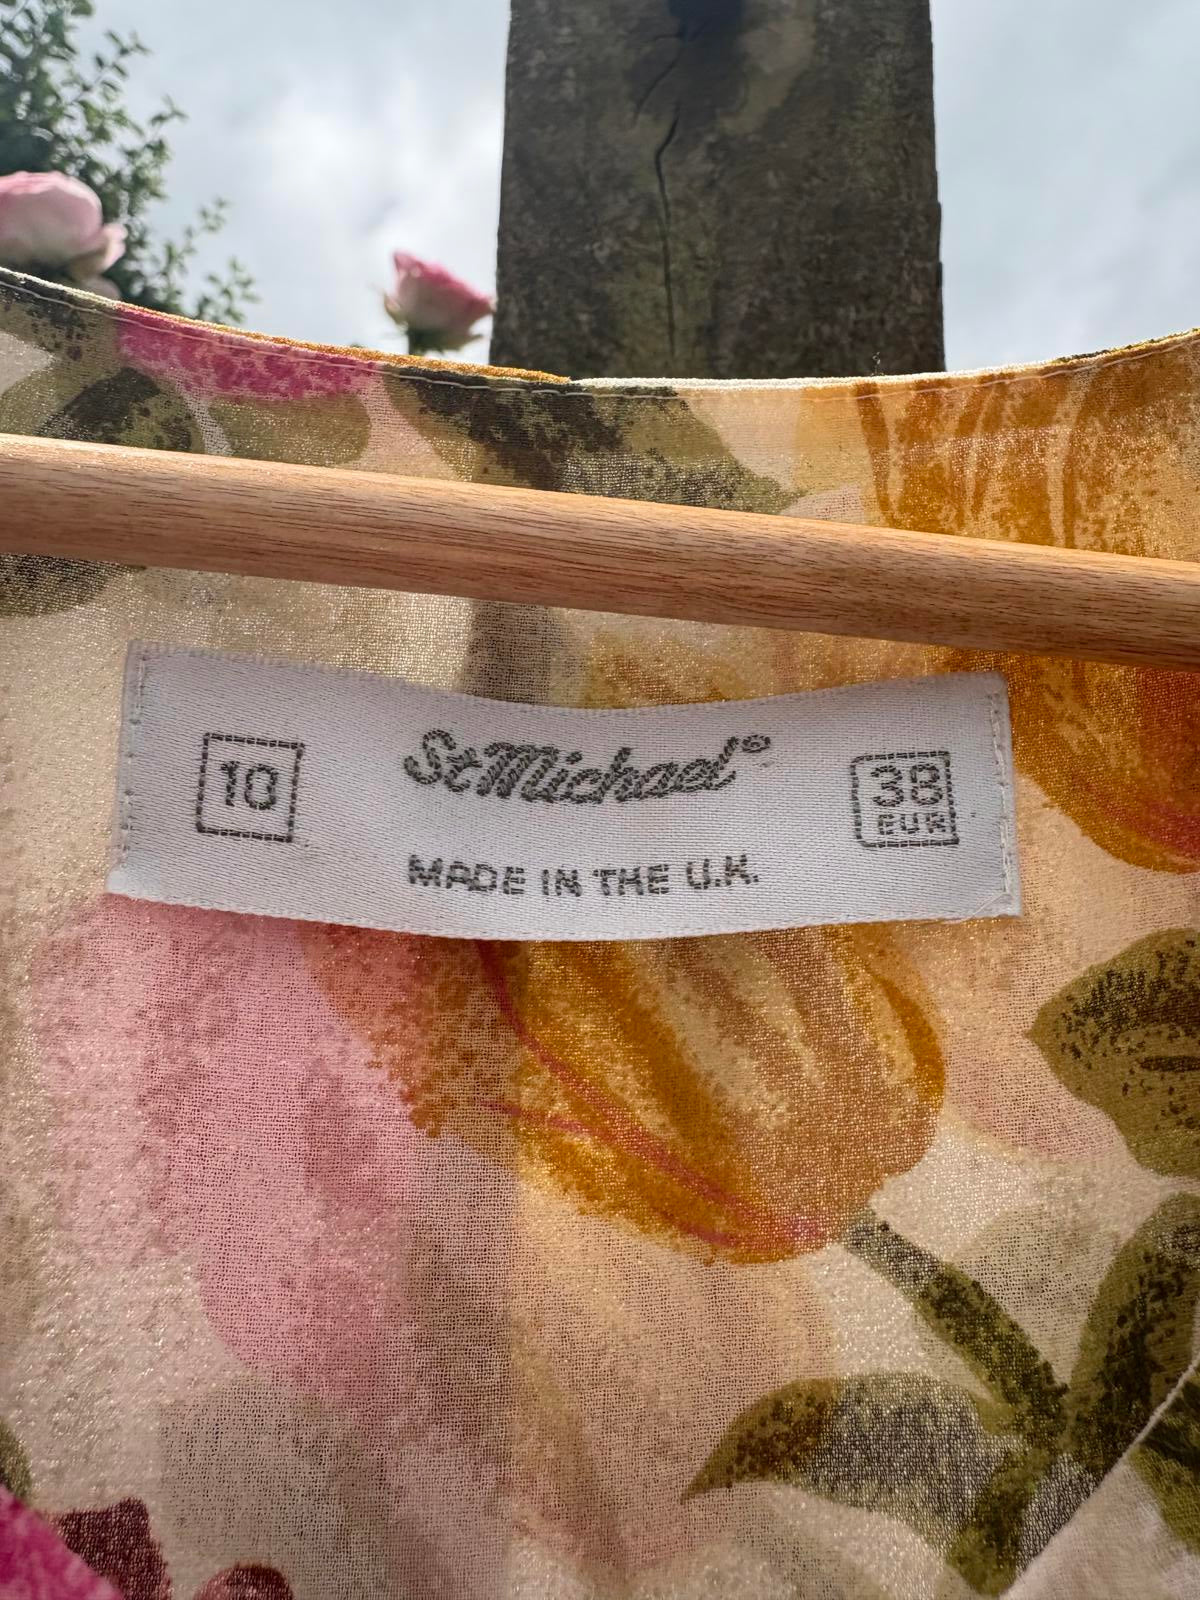 10
St Michael®
38
EUR
MADE IN THE U.K.